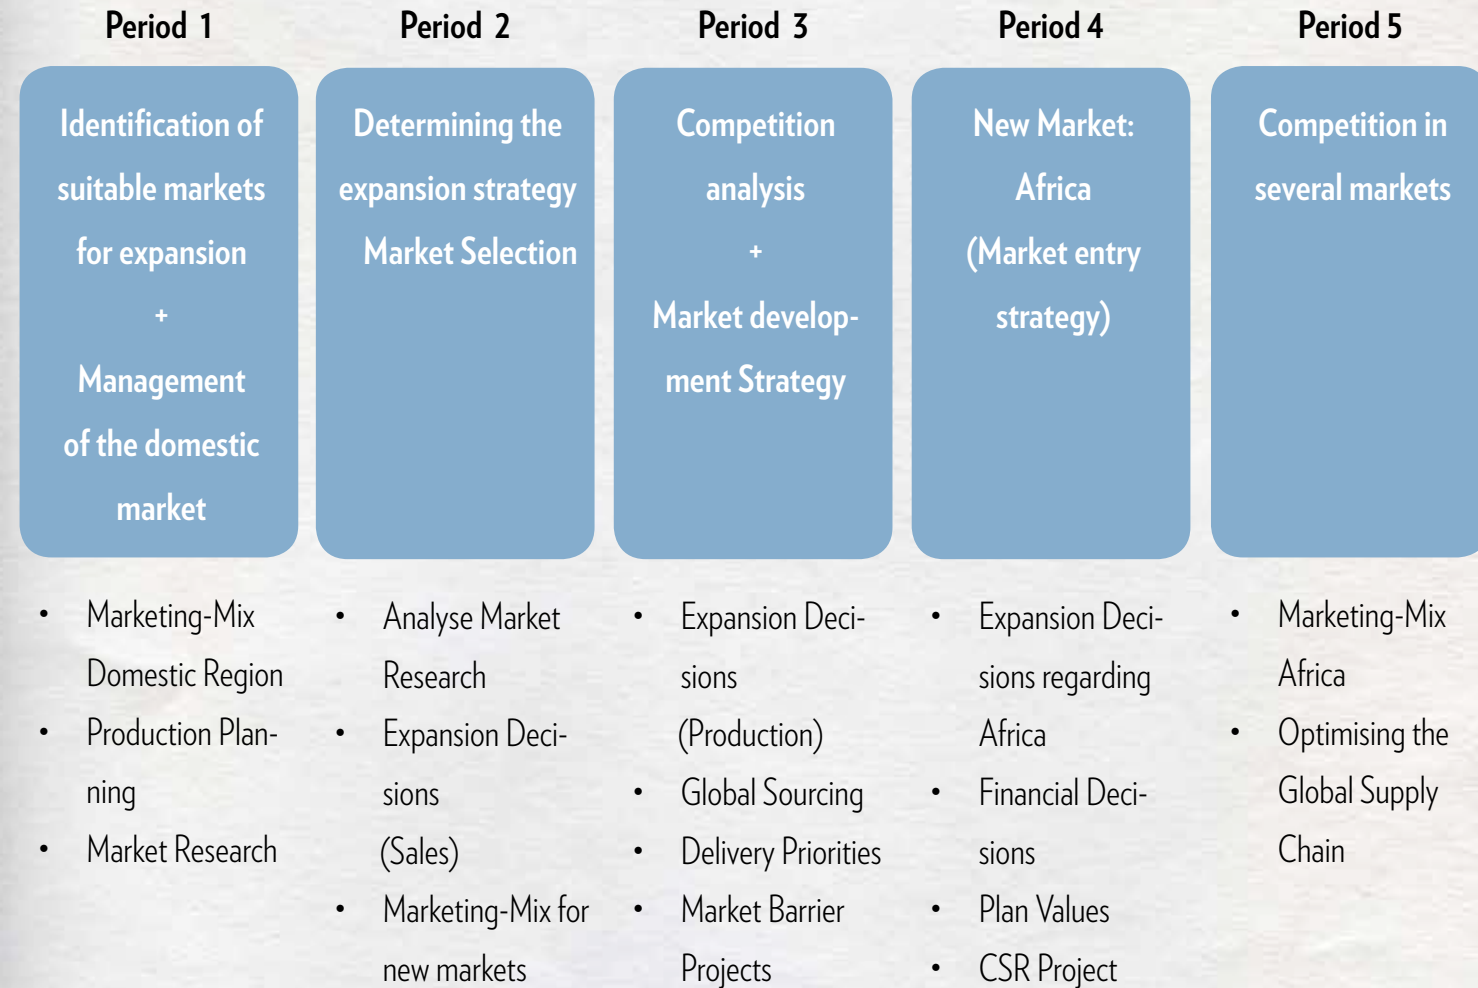 Period 1
Identification of
suitable markets
for expansion
+
Management
of the domestic
market
• Marketing-Mix
Domestic Region
• Production Plan-
ning
• Market Research
Period 2
Determining the
expansion strategy
Market Selection
• Analyse Market
Research
• Expansion Deci-
sions
(Sales)
• Marketing-Mix for
new markets
Period 3
Competition
analysis
+
Market develop-
ment Strategy
• Expansion Deci-
sions
(Production)
• Global Sourcing
• Delivery Priorities
• Market Barrier
Projects
Period 4
New Market:
Africa
(Market entry
strategy)
• Expansion Deci-
sions regarding
Africa
• Financial Deci-
sions
• Plan Values
• CSR Project
Period 5
Competition in
several markets
• Marketing-Mix
Africa
• Optimising the
Global Supply
Chain